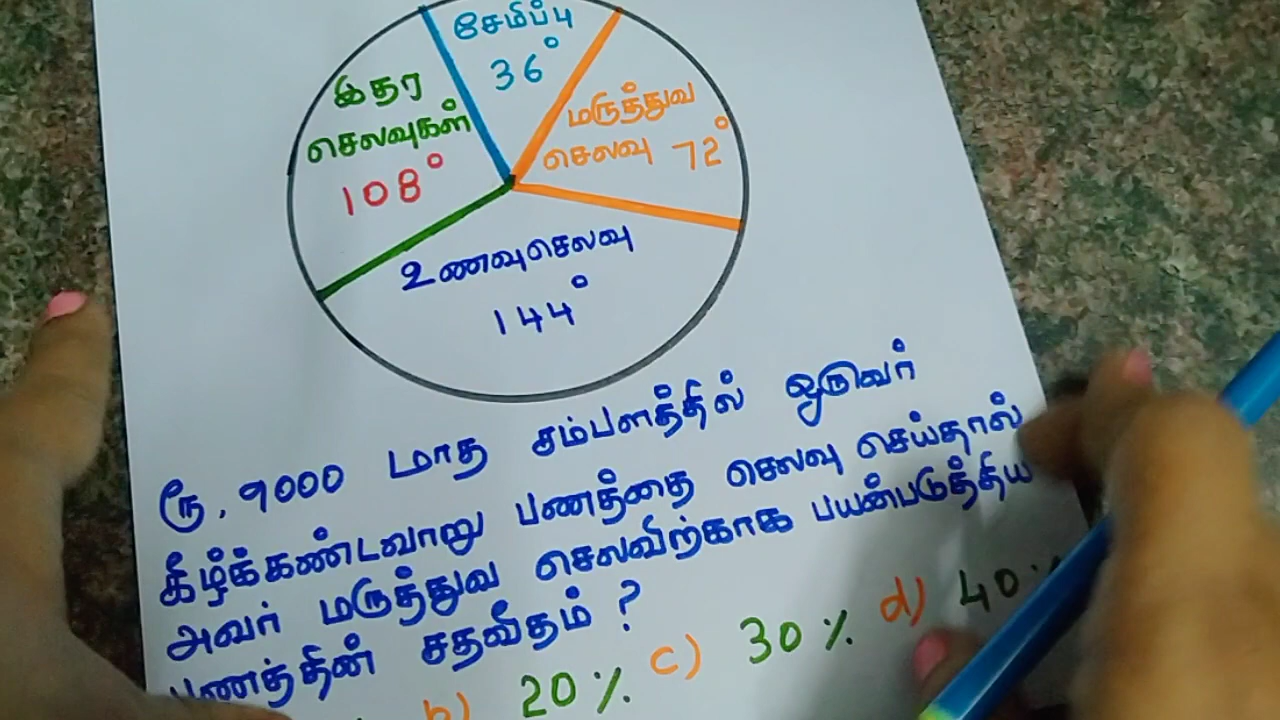 சேமிப்பு
36°
இதர
செலவுகள்
108°
மருத்துவ
செலவு 72°
உணவுசெலவு
144°
ரூ. 9000 மாத சம்பளத்தில் ஒருவர்
கீழ்க்கண்டவாறு பணத்தை செலவு செய்தால்
அவர் மருத்துவ செலவிற்காக பயன்படுத்திய
பணத்தின் சதவீதம் ?
b) 20% c) 30% d) 40%